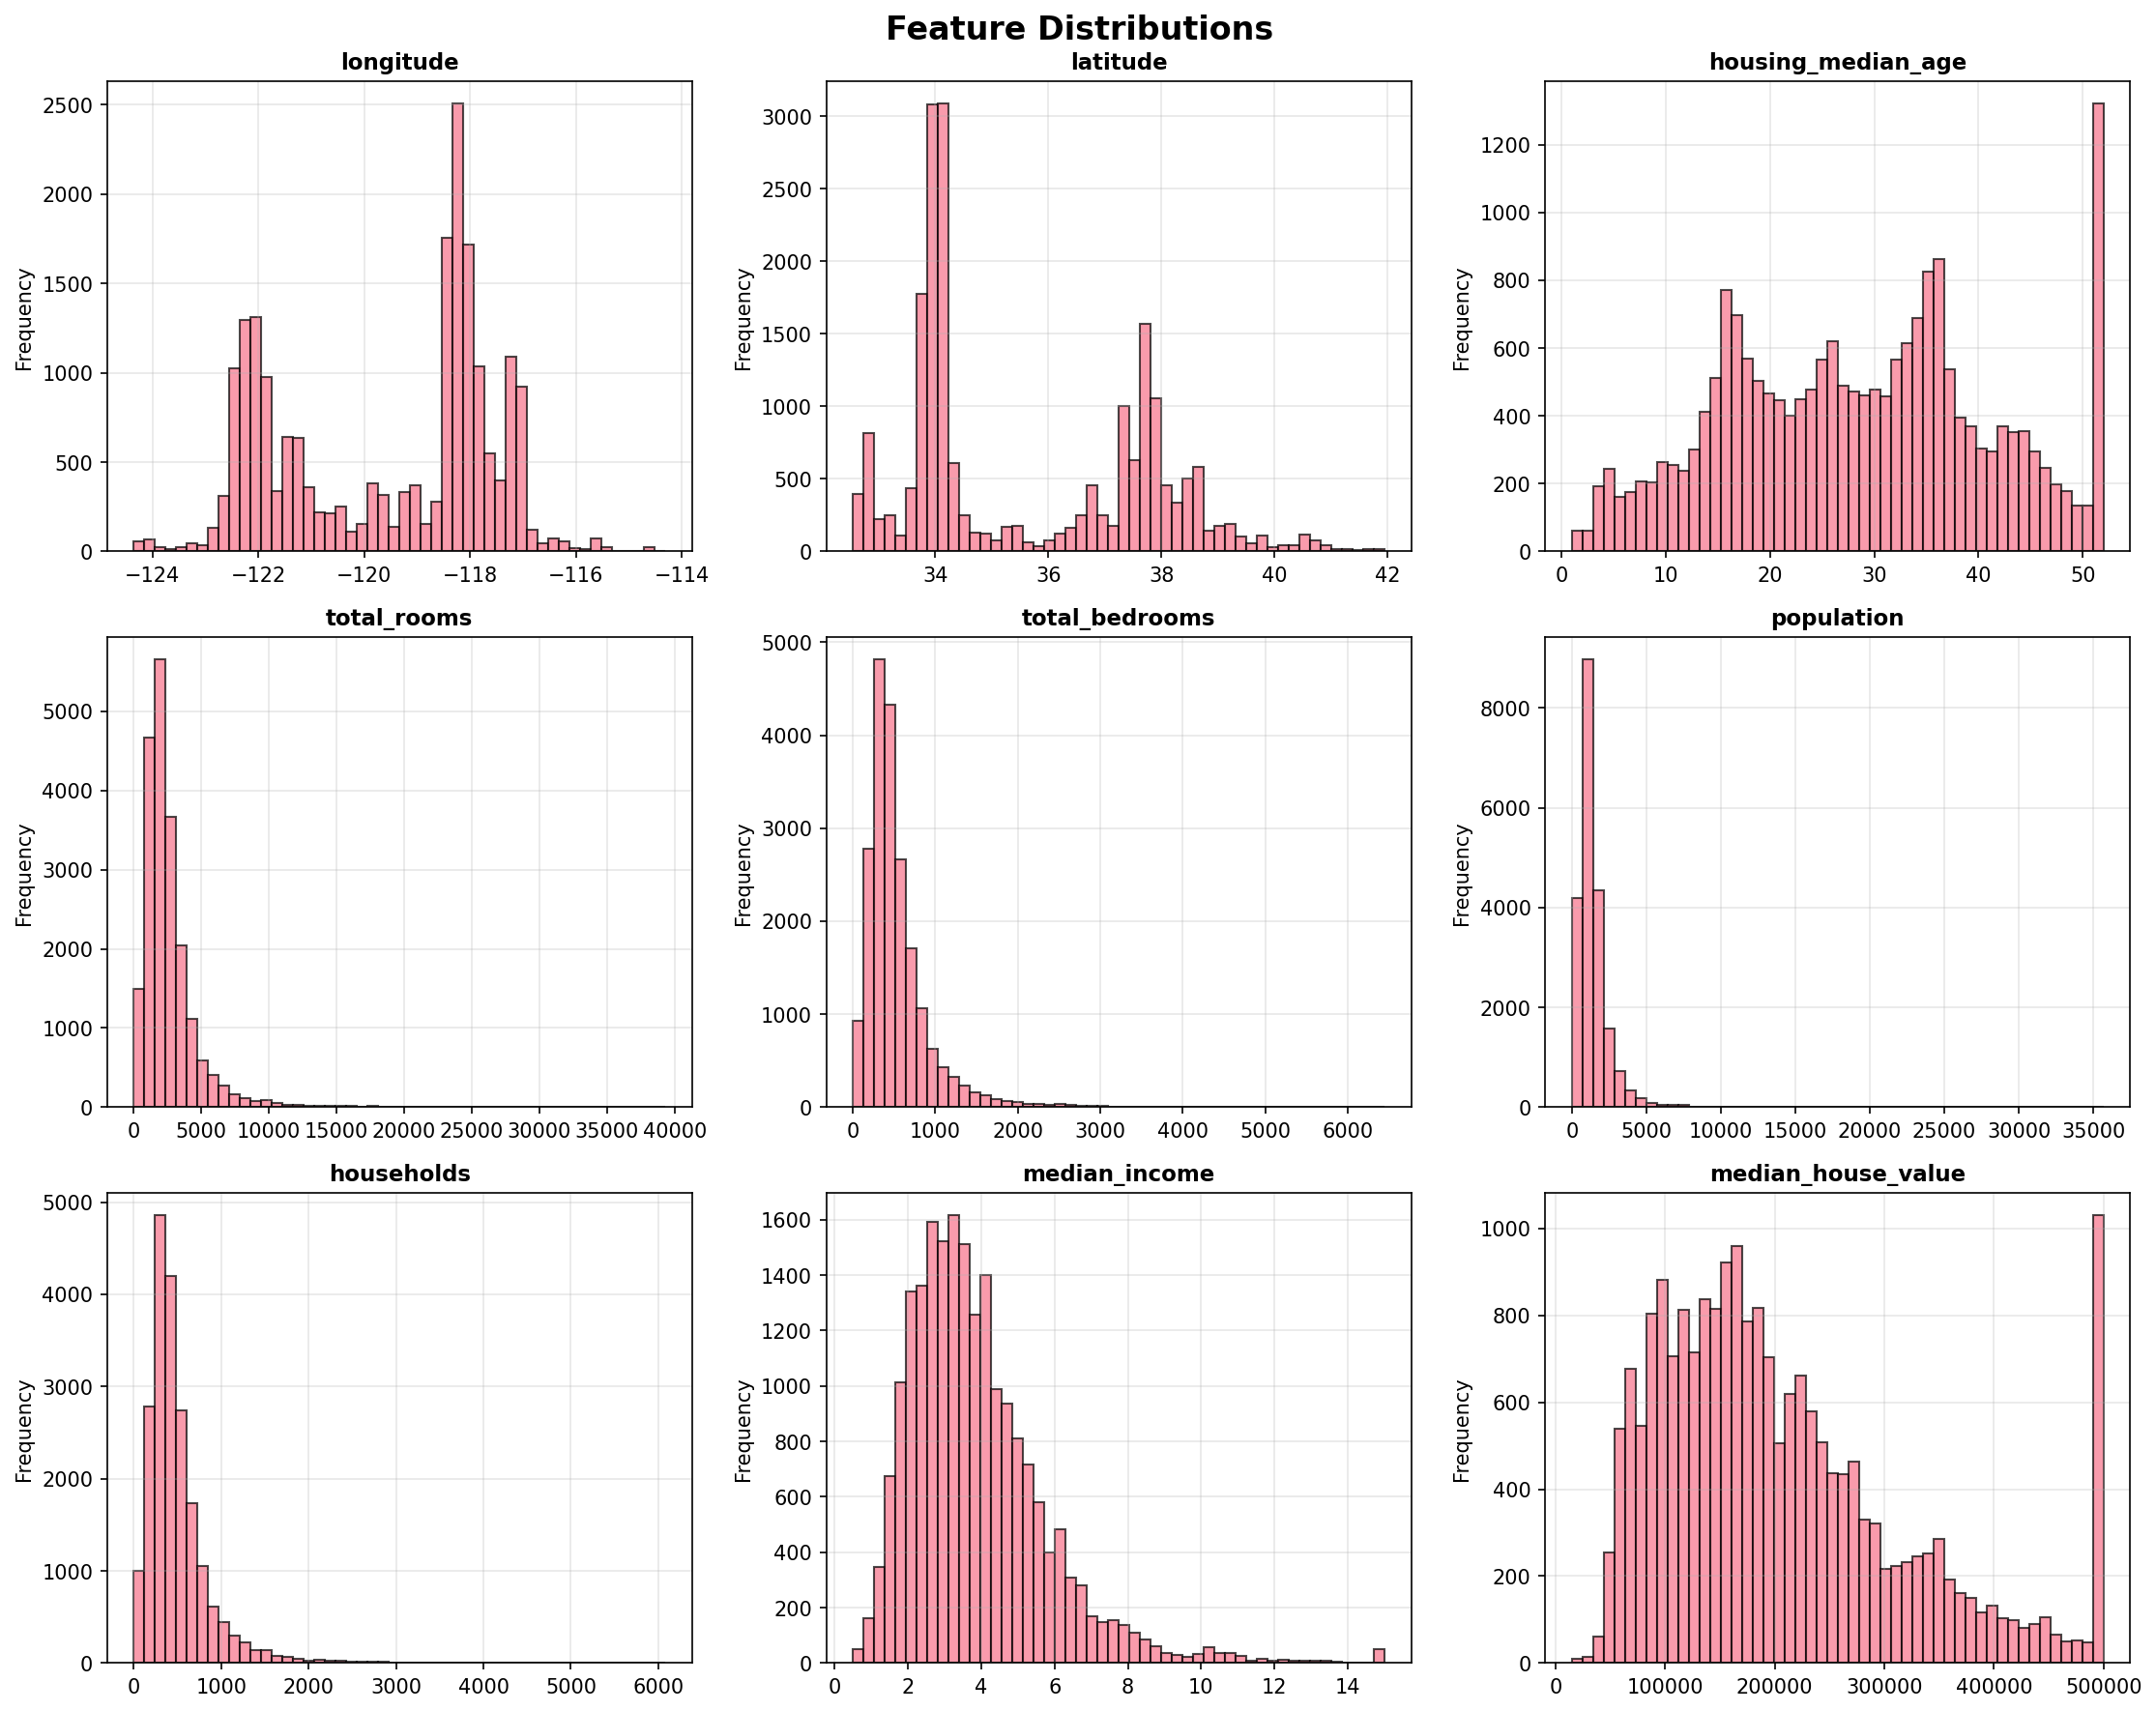 Feature Distributions
longitude latitude housing_median_age
Frequency
2500
2000
1500
1000
500
0
−124 −122 −120 −118 −116 −114
Frequency
3000
2500
2000
1500
1000
500
0
34 36 38 40 42
Frequency
1200
1000
800
600
400
200
0
0 10 20 30 40 50
total_rooms total_bedrooms population
Frequency
5000
4000
3000
2000
1000
0
0 5000 10000 15000 20000 25000 30000 35000 40000
Frequency
5000
4000
3000
2000
1000
0
0 1000 2000 3000 4000 5000 6000
Frequency
8000
6000
4000
2000
0
0 5000 10000 15000 20000 25000 30000 35000
households median_income median_house_value
Frequency
5000
4000
3000
2000
1000
0
0 1000 2000 3000 4000 5000 6000
Frequency
1600
1400
1200
1000
800
600
400
200
0
0 2 4 6 8 10 12 14
Frequency
1000
800
600
400
200
0
0 100000 200000 300000 400000 500000